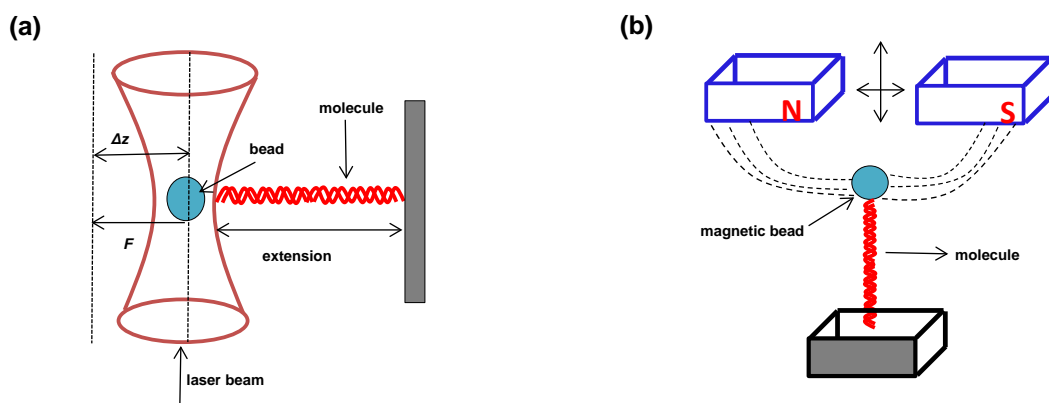 (a)
molecule
Δz
bead
F
extension
laser beam
(b)
N
S
magnetic bead
molecule